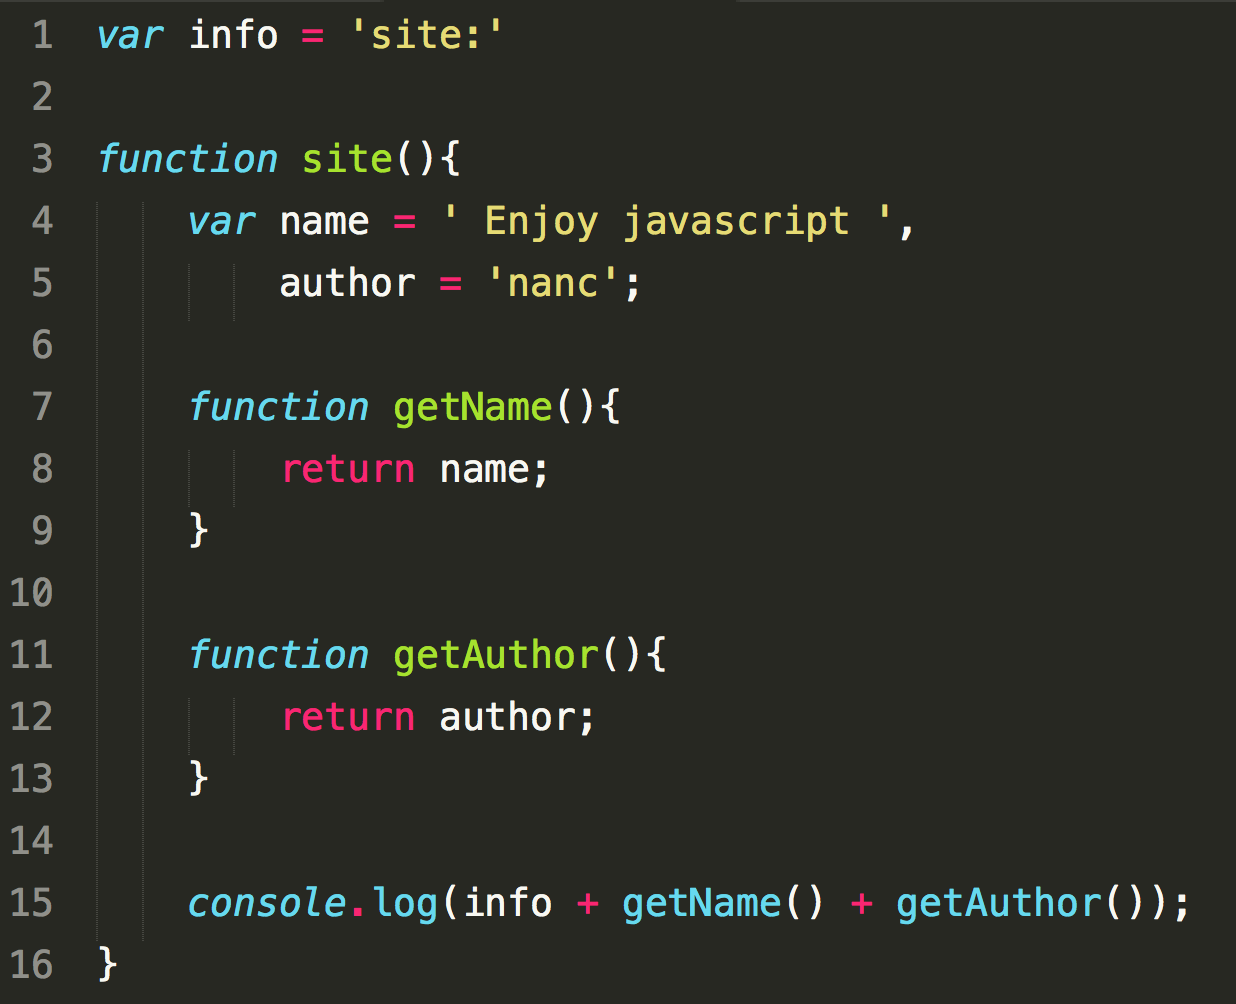 1 var info = 'site:'
2
3 function site(){
4     var name = ' Enjoy javascript ',
5         author = 'nanc';
6
7     function getName(){
8         return name;
9     }
10
11     function getAuthor(){
12         return author;
13     }
14
15     console.log(info + getName() + getAuthor());
16 }